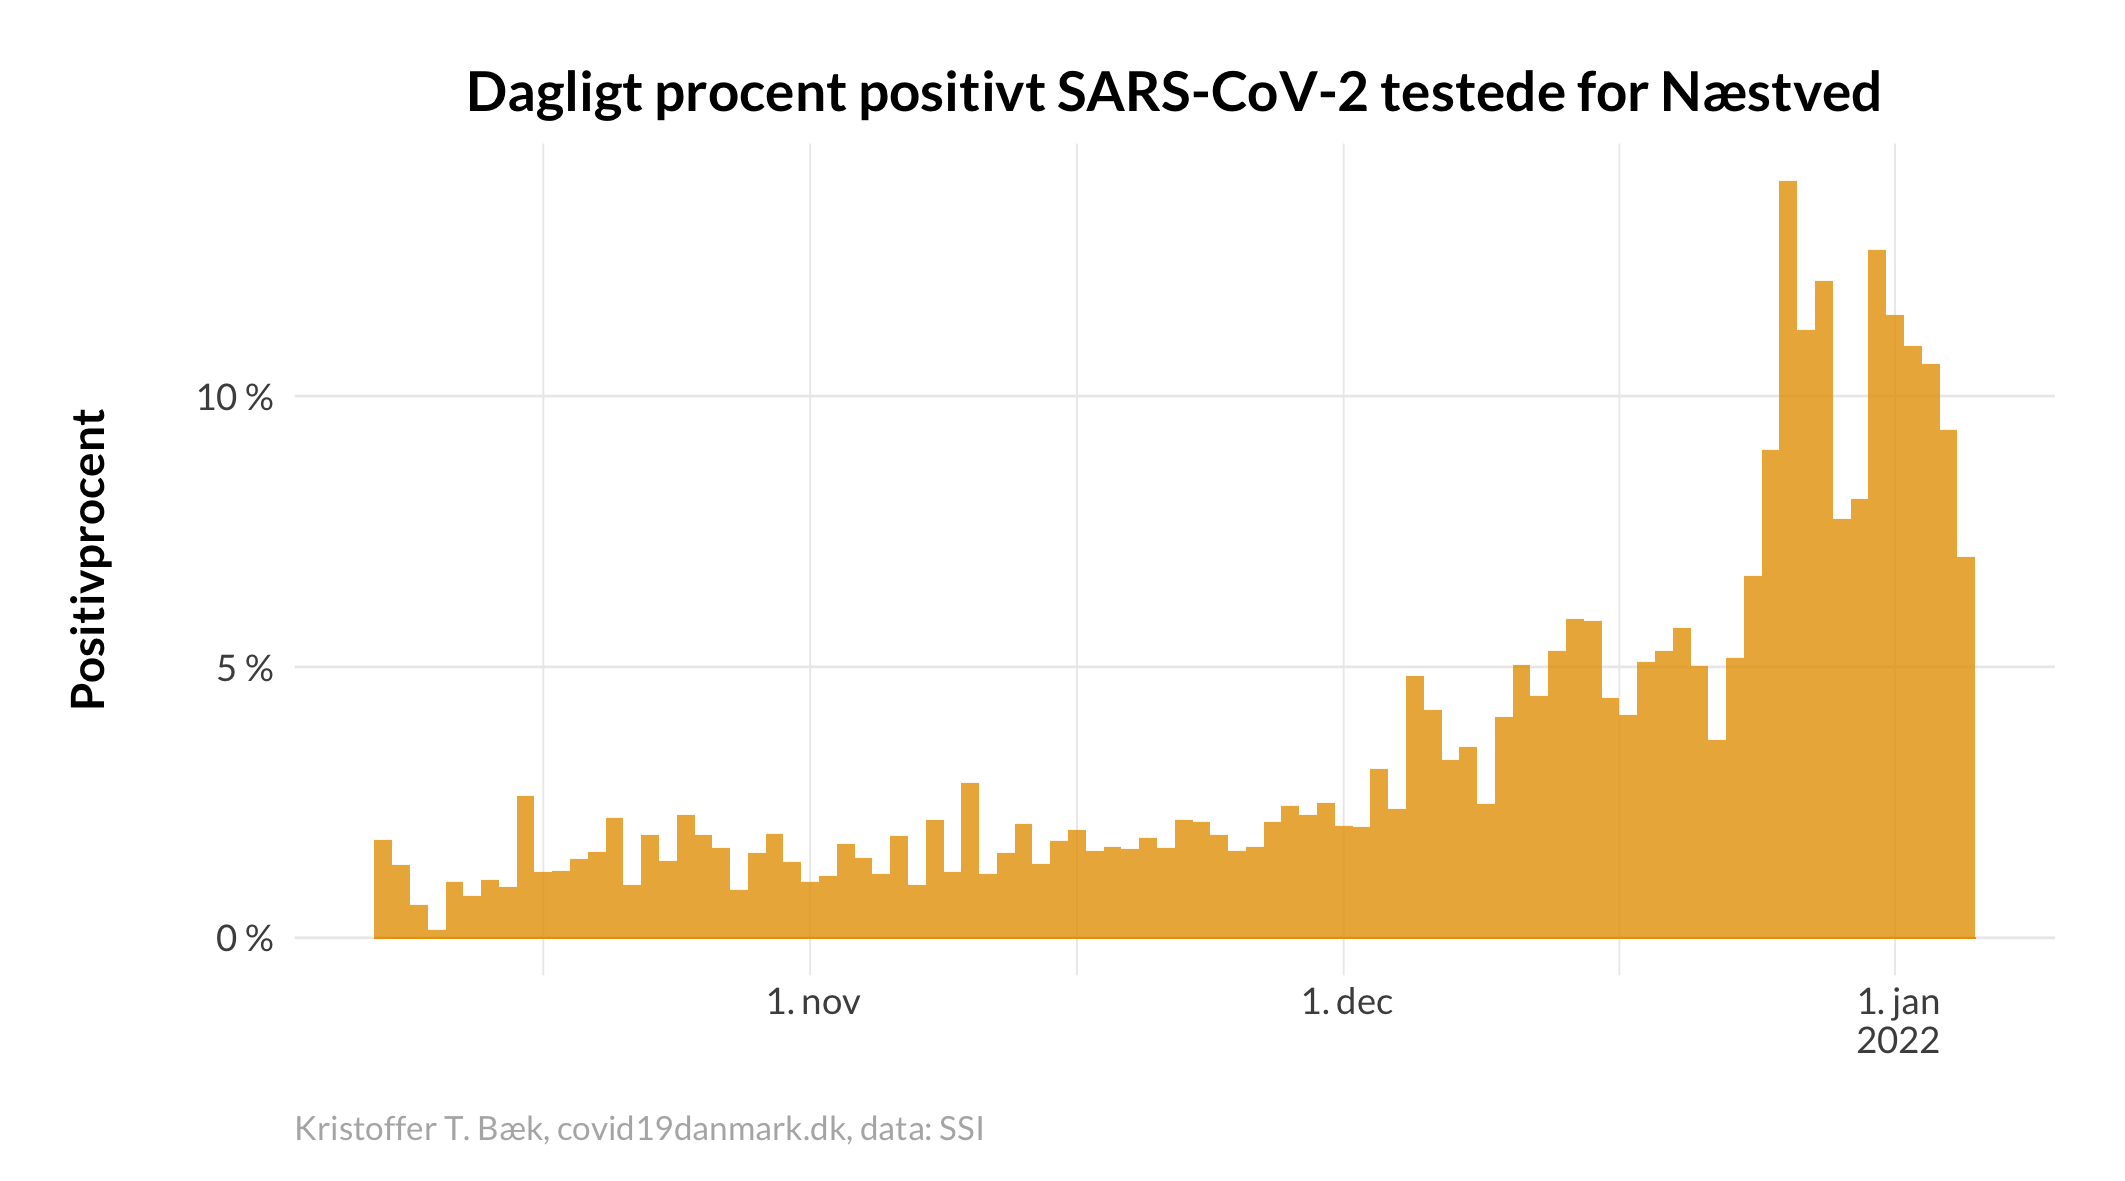 Dagligt procent positivt SARS-CoV-2 testede for Næstved
Positivprocent
10 %
5 %
0 %
1. nov
1. dec
1. jan
2022
Kristoffer T. Bæk, covid19danmark.dk, data: SSI